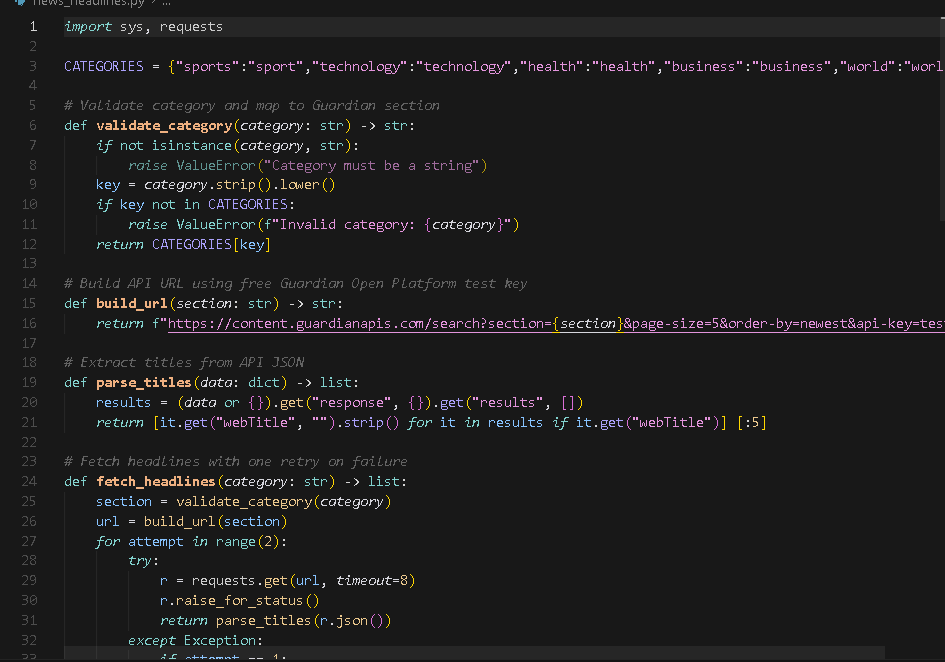 news_headlines.py > ...
1 import sys, requests
2
3 CATEGORIES = {"sports":"sport","technology":"technology","health":"health","business":"business","world":"worl
4
5 # Validate category and map to Guardian section
6 def validate_category(category: str) -> str:
7     if not isinstance(category, str):
8         raise ValueError("Category must be a string")
9     key = category.strip().lower()
10     if key not in CATEGORIES:
11         raise ValueError(f"Invalid category: {category}")
12     return CATEGORIES[key]
13
14 # Build API URL using free Guardian Open Platform test key
15 def build_url(section: str) -> str:
16     return f"https://content.guardianapis.com/search?section={section}&page-size=5&order-by=newest&api-key=tes
17
18 # Extract titles from API JSON
19 def parse_titles(data: dict) -> list:
20     results = (data or {}).get("response", {}).get("results", [])
21     return [it.get("webTitle", "").strip() for it in results if it.get("webTitle")] [:5]
22
23 # Fetch headlines with one retry on failure
24 def fetch_headlines(category: str) -> list:
25     section = validate_category(category)
26     url = build_url(section)
27     for attempt in range(2):
28         try:
29             r = requests.get(url, timeout=8)
30             r.raise_for_status()
31             return parse_titles(r.json())
32         except Exception:
33             if attempt == 1: